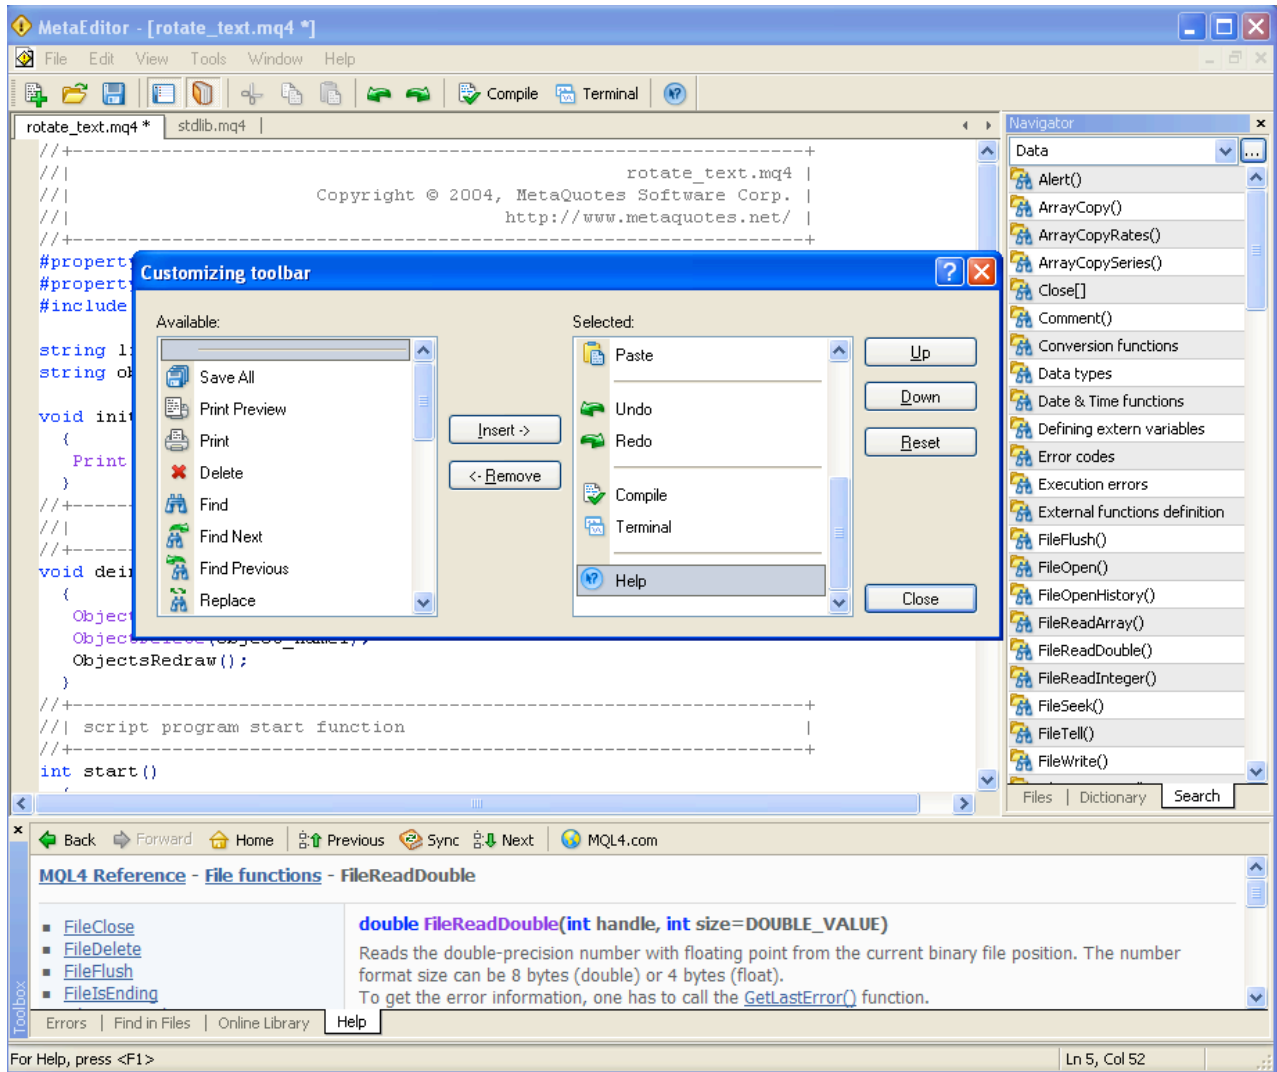 MetaEditor - [rotate_text.mq4 *]
File Edit View Tools Window Help
Compile Terminal
rotate_text.mq4 * stdlib.mq4
//+------------------------------------------------------------------+
//| rotate_text.mq4 |
//| Copyright © 2004, MetaQuotes Software Corp. |
//| http://www.metaquotes.net/ |
//+------------------------------------------------------------------+
#property
#property
#include
string
string
void init
{
Print
}
//+------
//|
//+------
void dein
{
Object
ObjectsRedraw();
}
//+------------------------------------------------------------------+
//| script program start function |
//+------------------------------------------------------------------+
int start()
Customizing toolbar
Available:
Save All
Print Preview
Print
Delete
Find
Find Next
Find Previous
Replace
Insert ->
<- Remove
Selected:
Paste
Undo
Redo
Compile
Terminal
Help
Up
Down
Reset
Close
Navigator
Data
...
Alert()
ArrayCopy()
ArrayCopyRates()
ArrayCopySeries()
Close[]
Comment()
Conversion functions
Data types
Date & Time functions
Defining extern variables
Error codes
Execution errors
External functions definition
FileFlush()
FileOpen()
FileOpenHistory()
FileReadArray()
FileReadDouble()
FileReadInteger()
FileSeek()
FileTell()
FileWrite()
Files Dictionary Search
Back Forward Home Previous Sync Next MQL4.com
MQL4 Reference - File functions - FileReadDouble
FileClose
FileDelete
FileFlush
FileIsEnding
double FileReadDouble(int handle, int size=DOUBLE_VALUE)
Reads the double-precision number with floating point from the current binary file position. The number
format size can be 8 bytes (double) or 4 bytes (float).
To get the error information, one has to call the GetLastError() function.
Toolbox
Errors Find in Files Online Library Help
For Help, press <F1>
Ln 5, Col 52